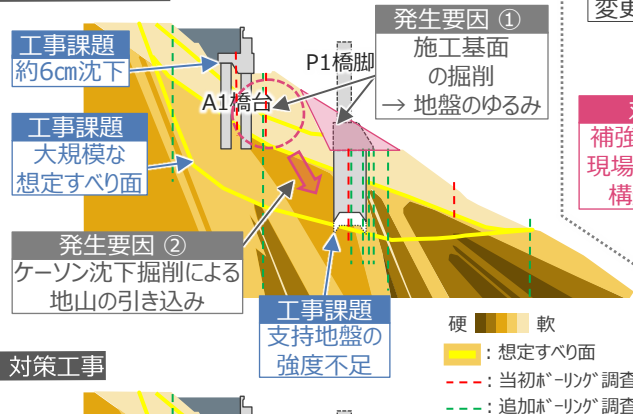 変更
発生要因 ①
施工基面
の掘削
→ 地盤のゆるみ
工事課題
約6cm沈下
P1橋脚
A1橋台
工事課題
大規模な
想定すべり面
補強
現場
構
発生要因 ②
ケーソン沈下掘削による
地山の引き込み
工事課題
支持地盤の
強度不足
硬 軟
: 想定すべり面
: 当初ボーリング調査
: 追加ボーリング調査
対策工事